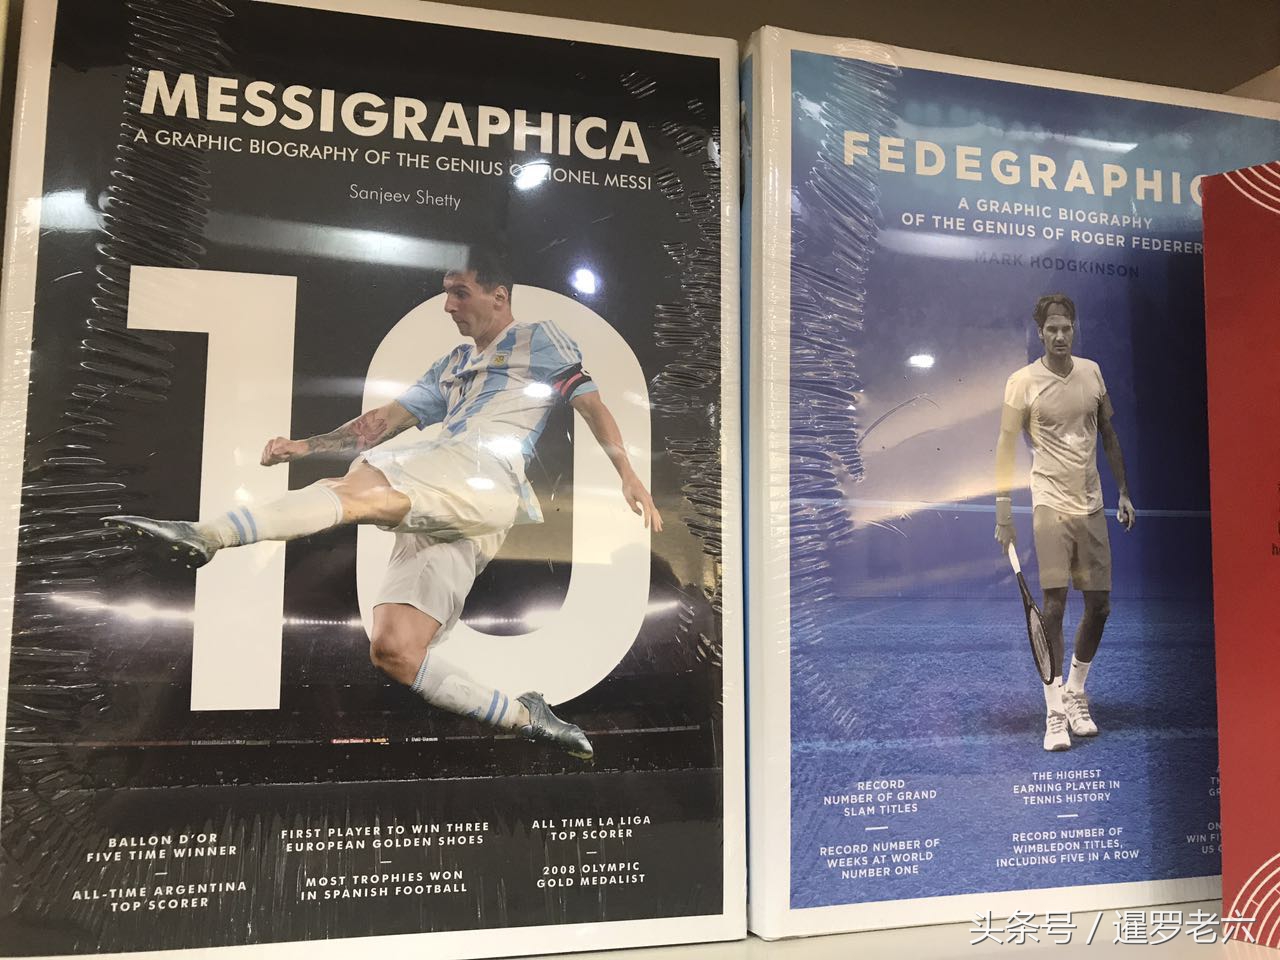 MESSIGRAPHICA
A GRAPHIC BIOGRAPHY OF THE GENIUS OF LIONEL MESSI
Sanjeev Shetty
10
BALLON D'OR
FIVE TIME WINNER
ALL-TIME ARGENTINA
TOP SCORER
FIRST PLAYER TO WIN THREE
EUROPEAN GOLDEN SHOES
MOST TROPHIES WON
IN SPANISH FOOTBALL
ALL TIME LA LIGA
TOP SCORER
2008 OLYMPIC
GOLD MEDALIST
FEDEGRAPHIC
A GRAPHIC BIOGRAPHY
OF THE GENIUS OF ROGER FEDERER
MARK HODGKINSON
RECORD
NUMBER OF GRAND
SLAM TITLES
RECORD NUMBER OF
WEEKS AT WORLD
NUMBER ONE
THE HIGHEST
EARNING PLAYER IN
TENNIS HISTORY
RECORD NUMBER OF
WIMBLEDON TITLES,
INCLUDING FIVE IN A ROW
WIN
US
头条号 / 暹罗老六